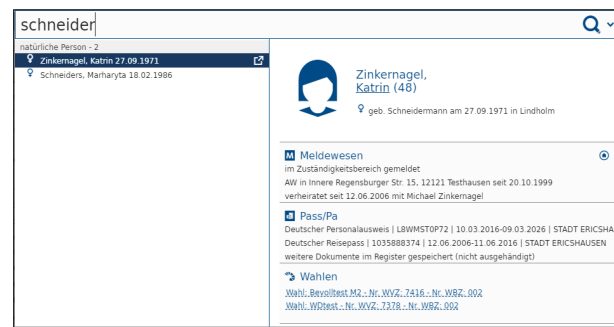 schneider
natürliche Person - 2
Zinkernagel, Katrin 27.09.1971
Schneiders, Marharyta 18.02.1986
Zinkernagel,
Katrin (48)
geb. Schneidermann am 27.09.1971 in Lindholm
M Meldewesen
im Zuständigkeitsbereich gemeldet
AW in Innere Regensburger Str. 15, 12121 Testhausen seit 20.10.1999
verheiratet seit 12.06.2006 mit Michael Zinkernagel
Pass/Pa
Deutscher Personalausweis | L8WMST0P72 | 10.03.2016-09.03.2026 | STADT ERICSHA
Deutscher Reisepass | 1035888374 | 12.06.2006-11.06.2016 | STADT ERICSHAUSEN
weitere Dokumente im Register gespeichert (nicht ausgehändigt)
Wahlen
Wahl: Bevolltest M2 - Nr. WVZ: 7416 - Nr. WBZ: 002
Wahl: WDtest - Nr. WVZ: 7378 - Nr. WBZ: 002